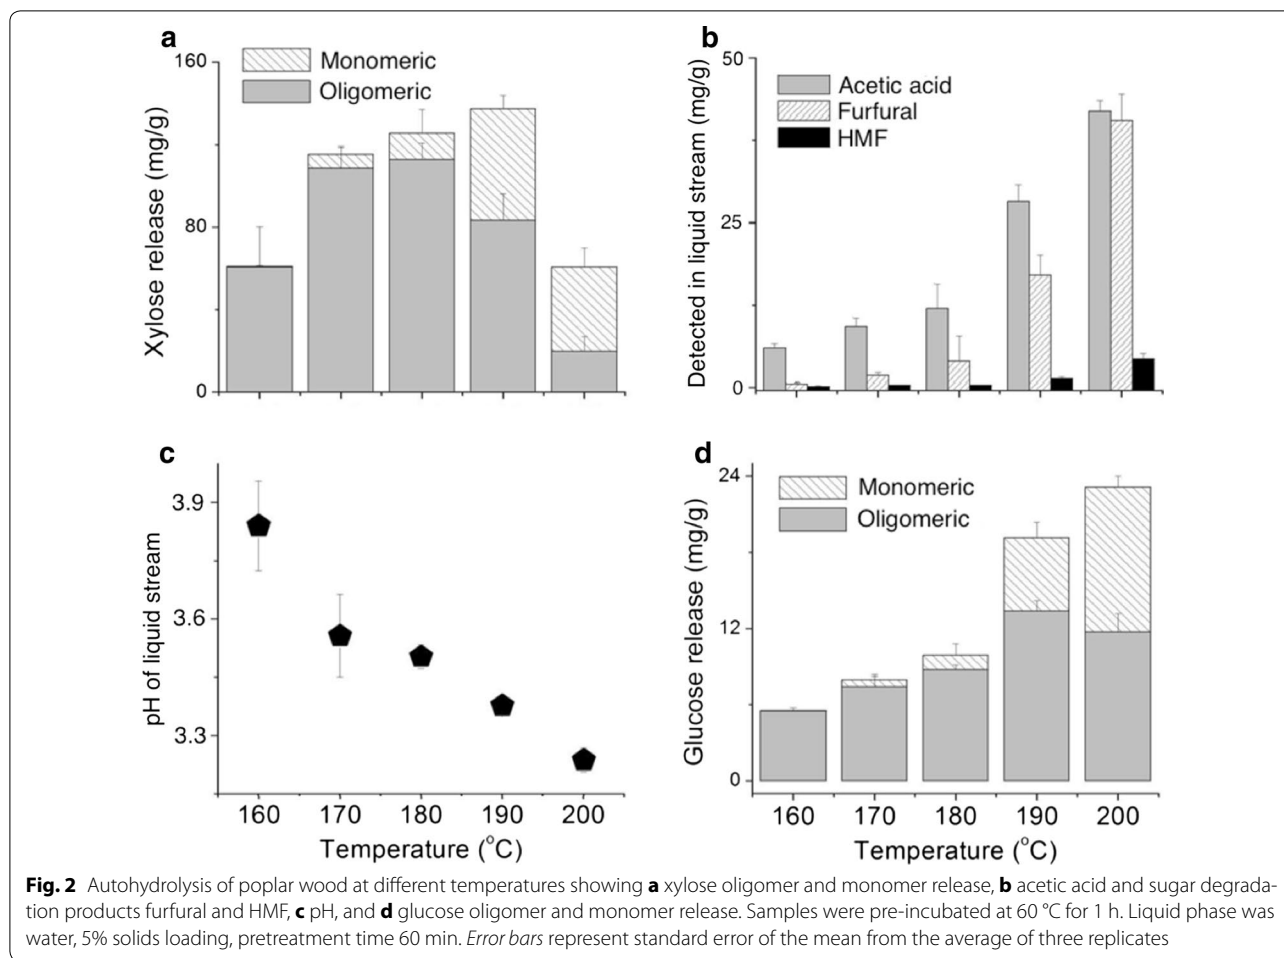 a
Monomeric
Oligomeric
160
80
0
Xylose release (mg/g)
b
Acetic acid
Furfural
HMF
50
25
0
Detected in liquid stream (mg/g)
c
3.9
3.6
3.3
pH of liquid stream
160 170 180 190 200
Temperature (°C)
d
Monomeric
Oligomeric
24
12
0
Glucose release (mg/g)
160 170 180 190 200
Temperature (°C)
Fig. 2 Autohydrolysis of poplar wood at different temperatures showing a xylose oligomer and monomer release, b acetic acid and sugar degrada-
tion products furfural and HMF, c pH, and d glucose oligomer and monomer release. Samples were pre-incubated at 60 °C for 1 h. Liquid phase was
water, 5% solids loading, pretreatment time 60 min. Error bars represent standard error of the mean from the average of three replicates